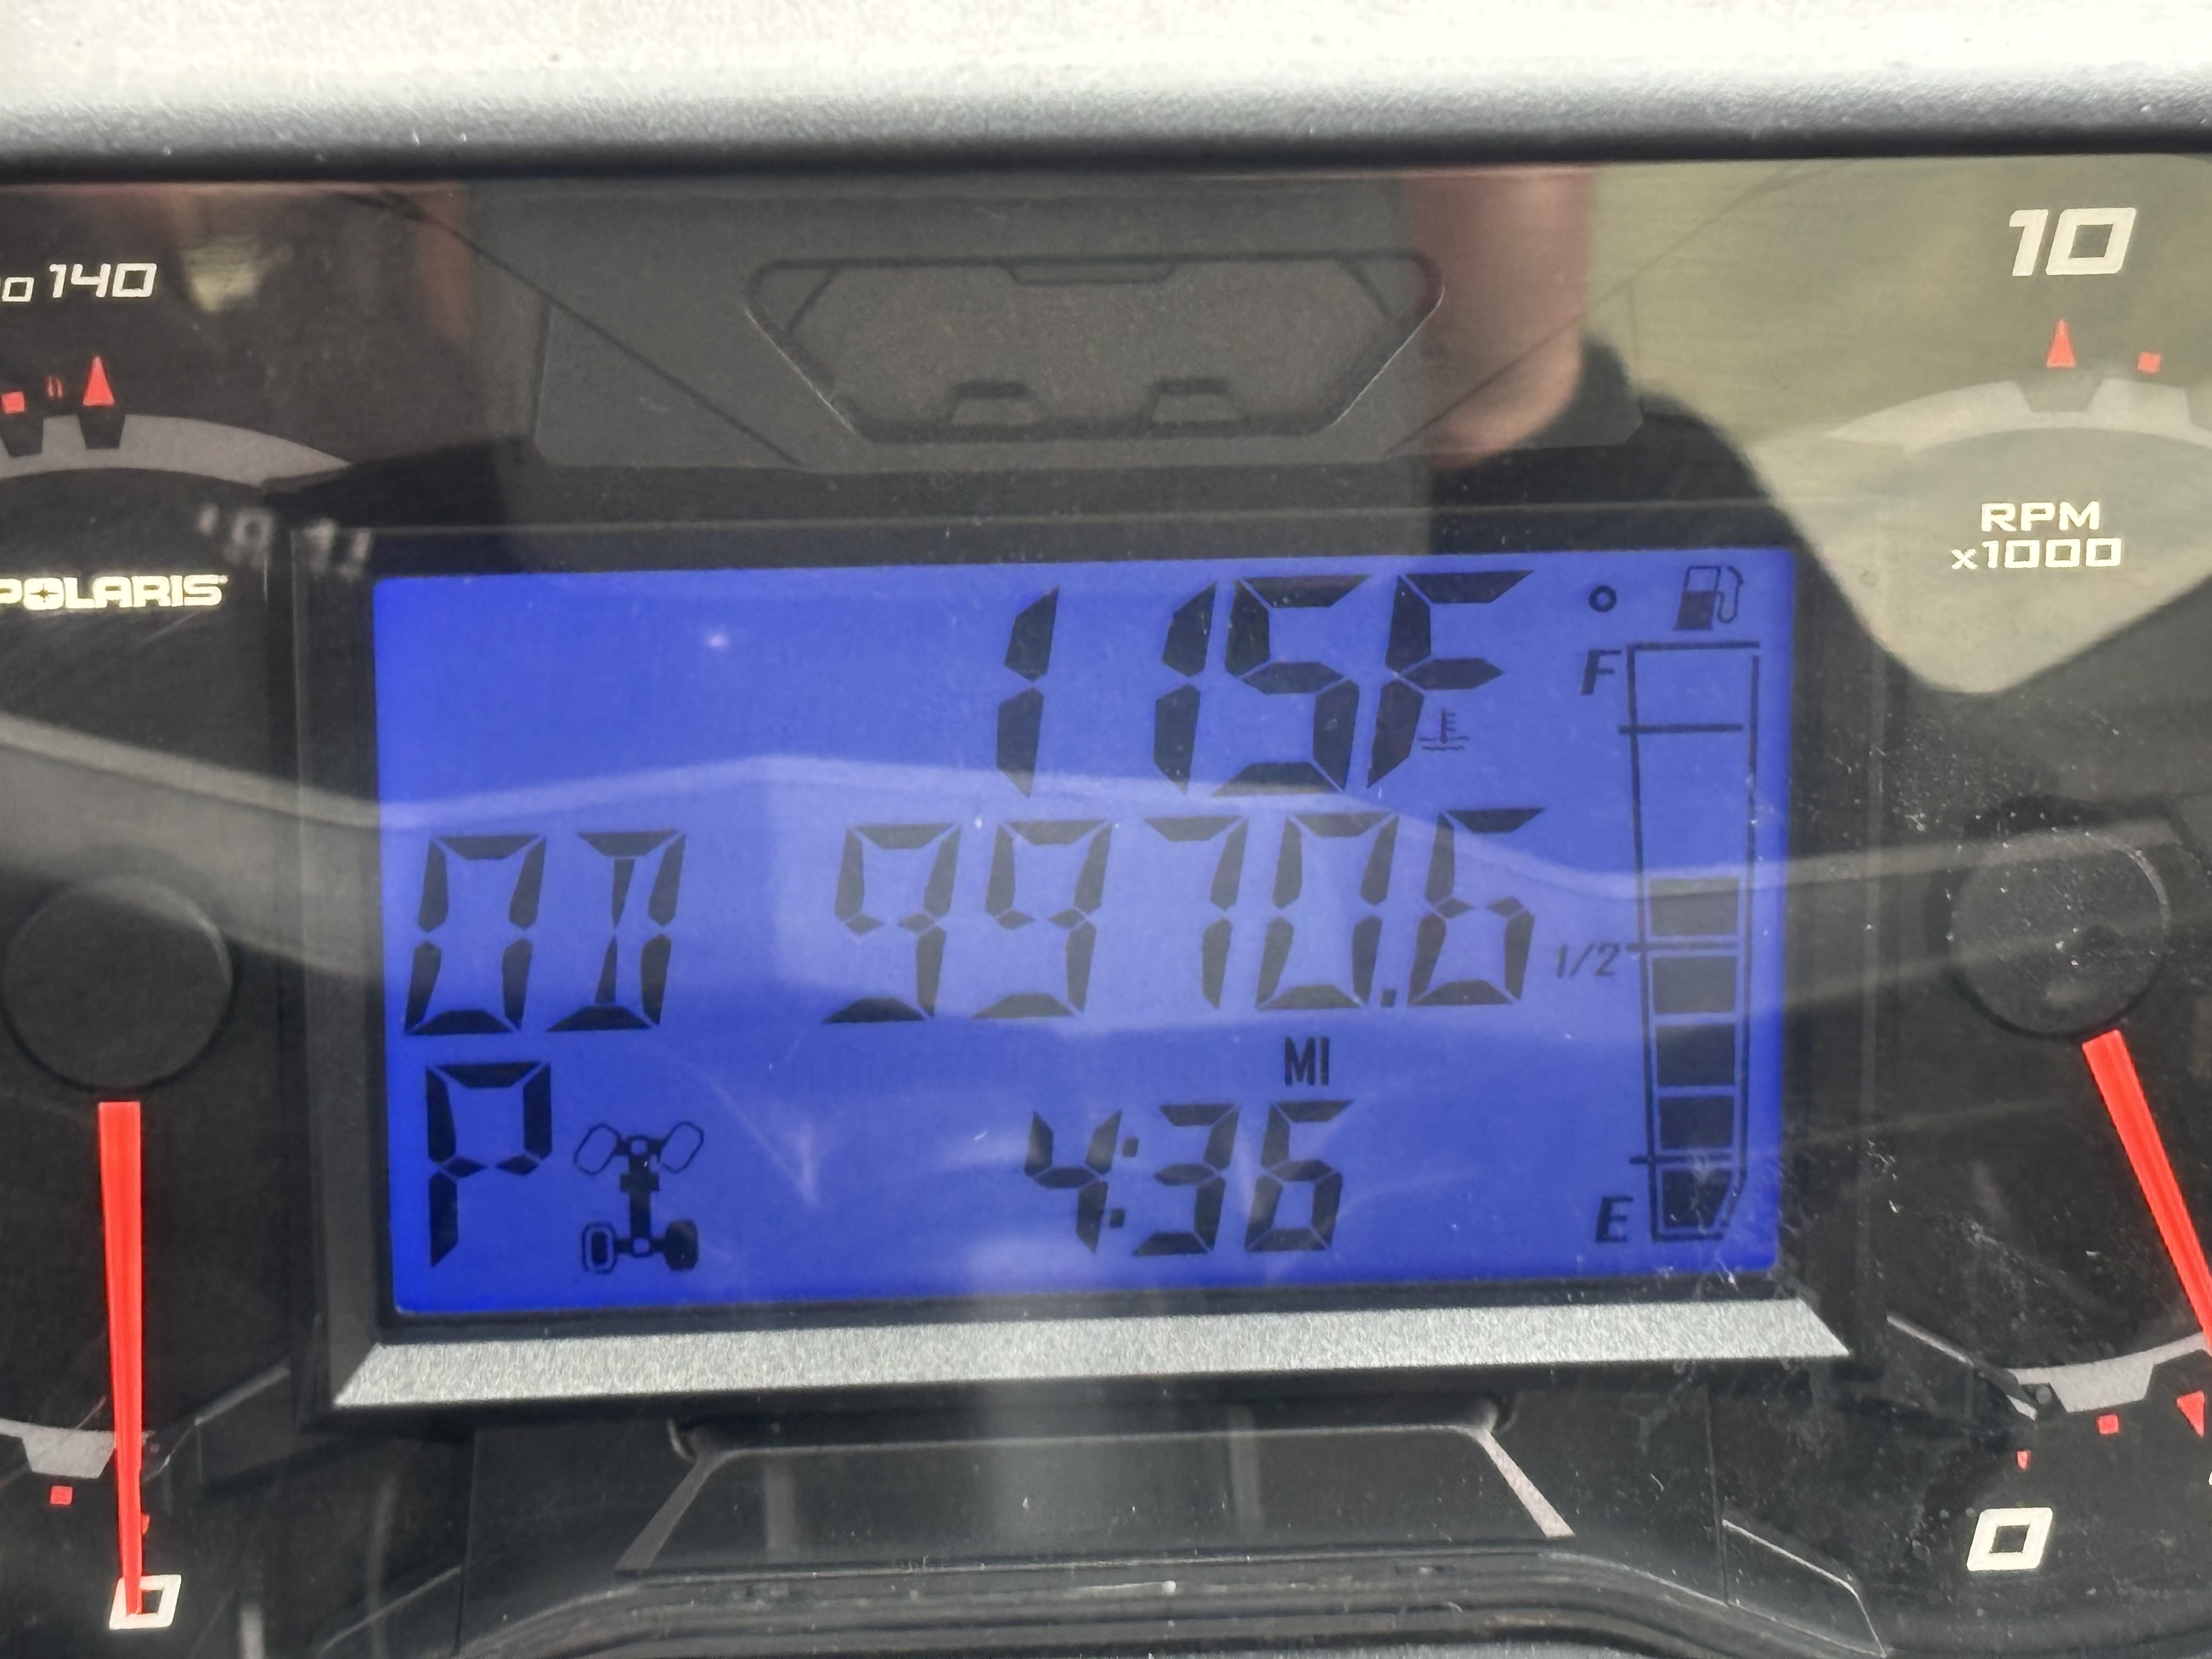 140
10
RPM
x1000
POLARIS
115F °
F
OD 9970.6
1/2
MI
P 4:36
E
0
0